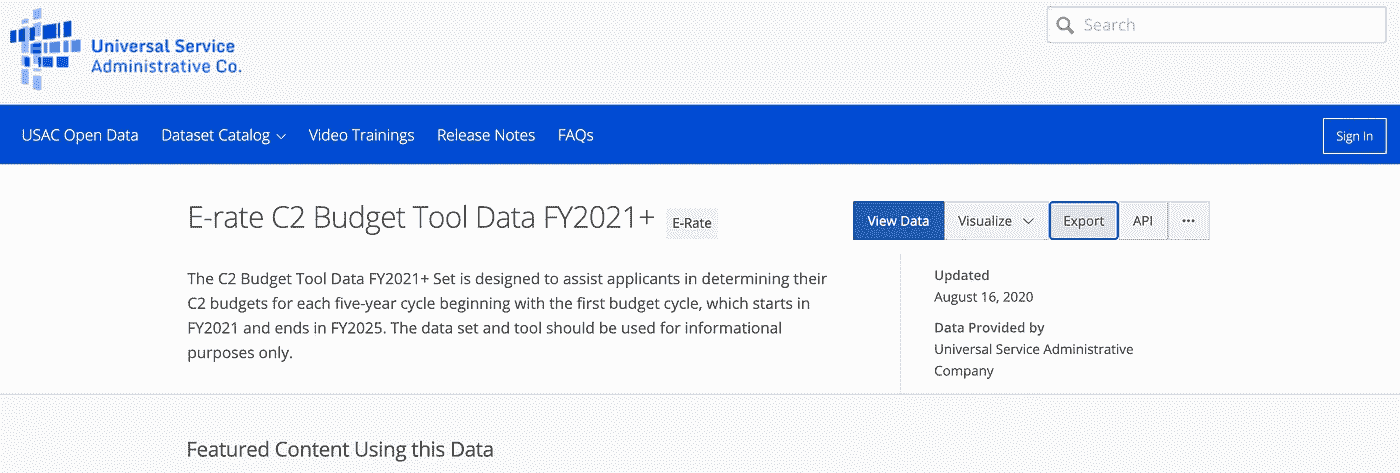 Universal Service
Administrative Co.
Search
USAC Open Data Dataset Catalog Video Trainings Release Notes FAQs Sign In
E-rate C2 Budget Tool Data FY2021+ E-Rate
View Data Visualize Export API ...
The C2 Budget Tool Data FY2021+ Set is designed to assist applicants in determining their
C2 budgets for each five-year cycle beginning with the first budget cycle, which starts in
FY2021 and ends in FY2025. The data set and tool should be used for informational
purposes only.
Updated
August 16, 2020
Data Provided by
Universal Service Administrative
Company
Featured Content Using this Data